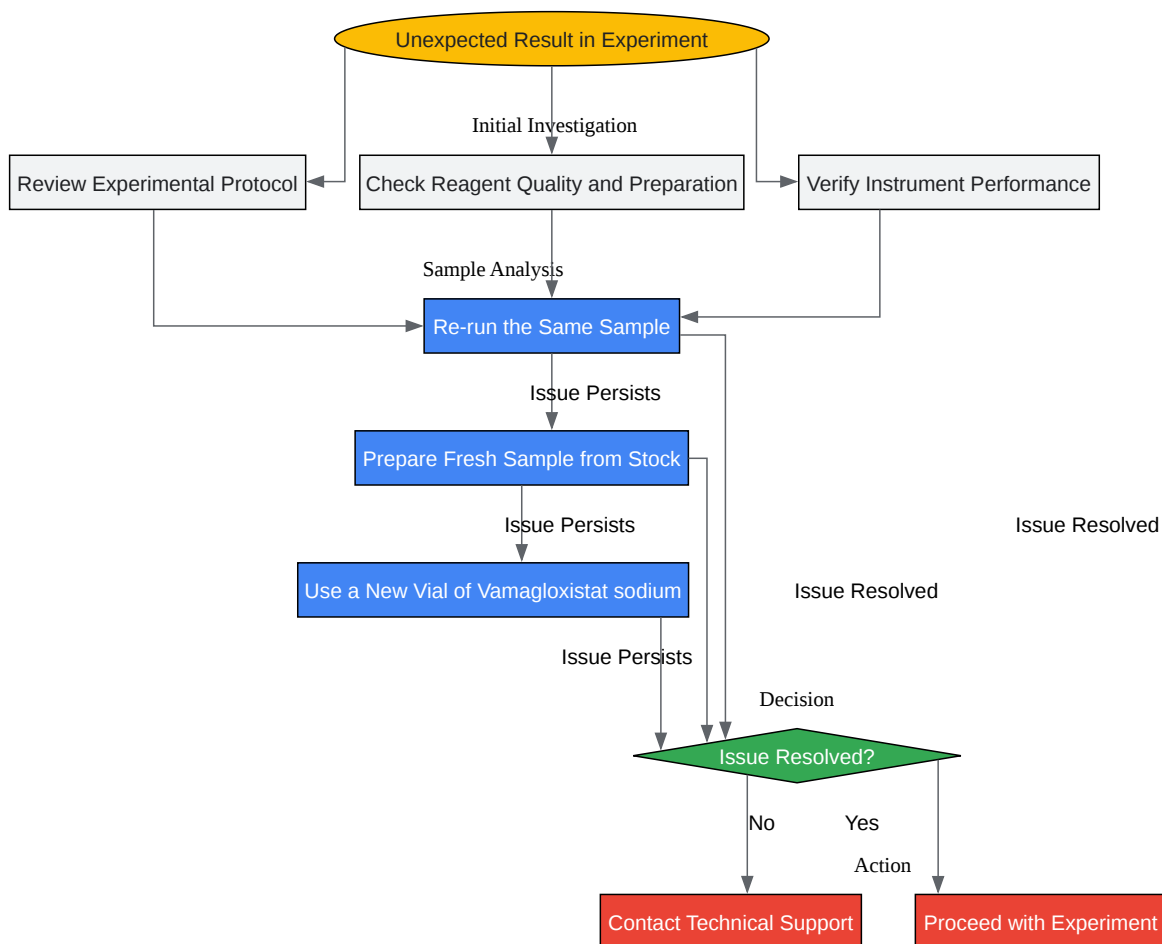 Unexpected Result in Experiment
Initial Investigation
Review Experimental Protocol
Check Reagent Quality and Preparation
Verify Instrument Performance
Sample Analysis
Re-run the Same Sample
Issue Persists
Prepare Fresh Sample from Stock
Issue Persists
Issue Resolved
Use a New Vial of Vamagloxistat sodium
Issue Resolved
Issue Persists
Decision
Issue Resolved?
No
Yes
Action
Contact Technical Support
Proceed with Experiment